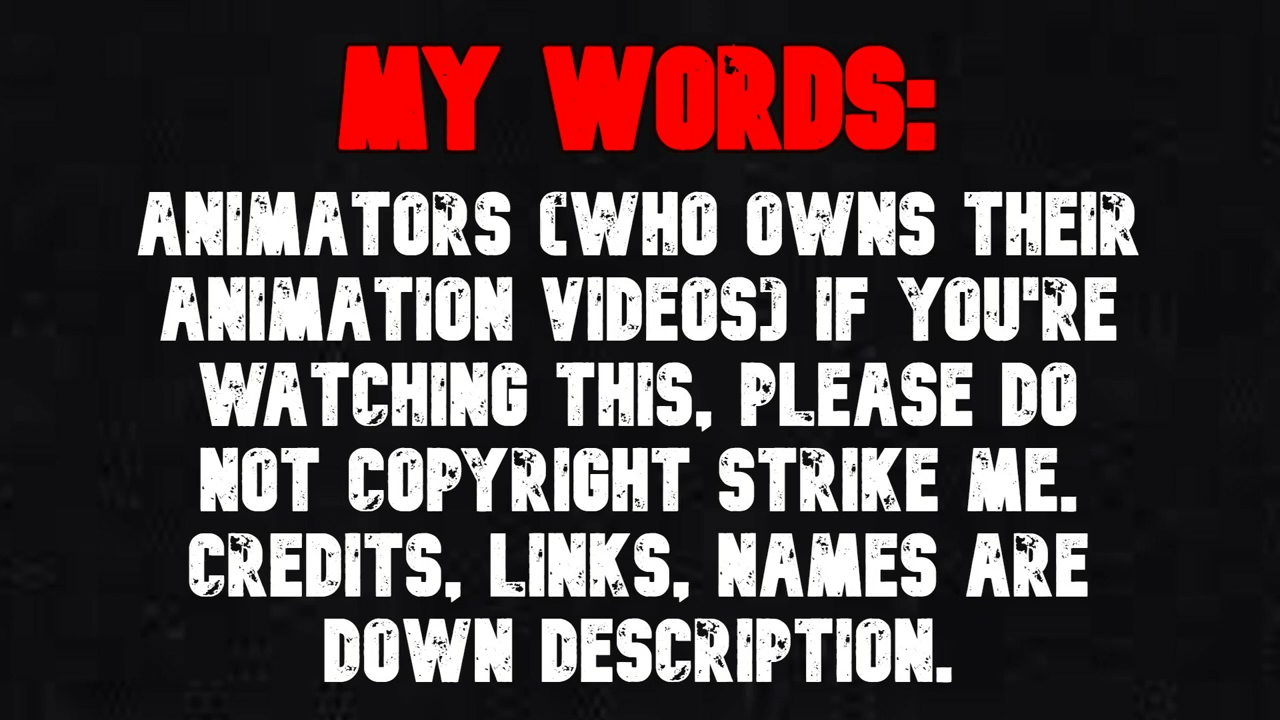 MY WORDS:
ANIMATORS (WHO OWNS THEIR
ANIMATION VIDEOS) IF YOU'RE
WATCHING THIS, PLEASE DO
NOT COPYRIGHT STRIKE ME.
CREDITS, LINKS, NAMES ARE
DOWN DESCRIPTION.